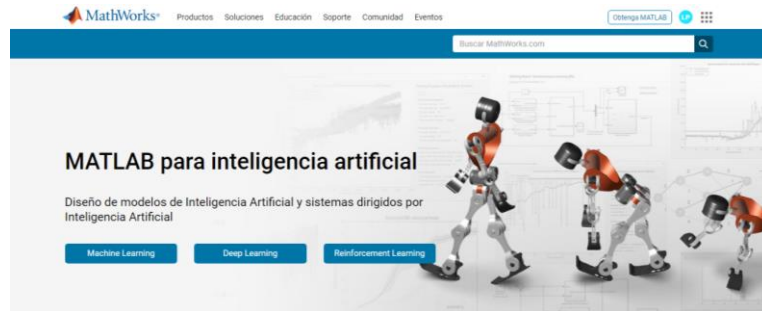 MathWorks®
Productos Soluciones Educación Soporte Comunidad Eventos
Obtenga MATLAB
LP
Buscar MathWorks.com
MATLAB para inteligencia artificial
Diseño de modelos de Inteligencia Artificial y sistemas dirigidos por
Inteligencia Artificial
Machine Learning Deep Learning Reinforcement Learning